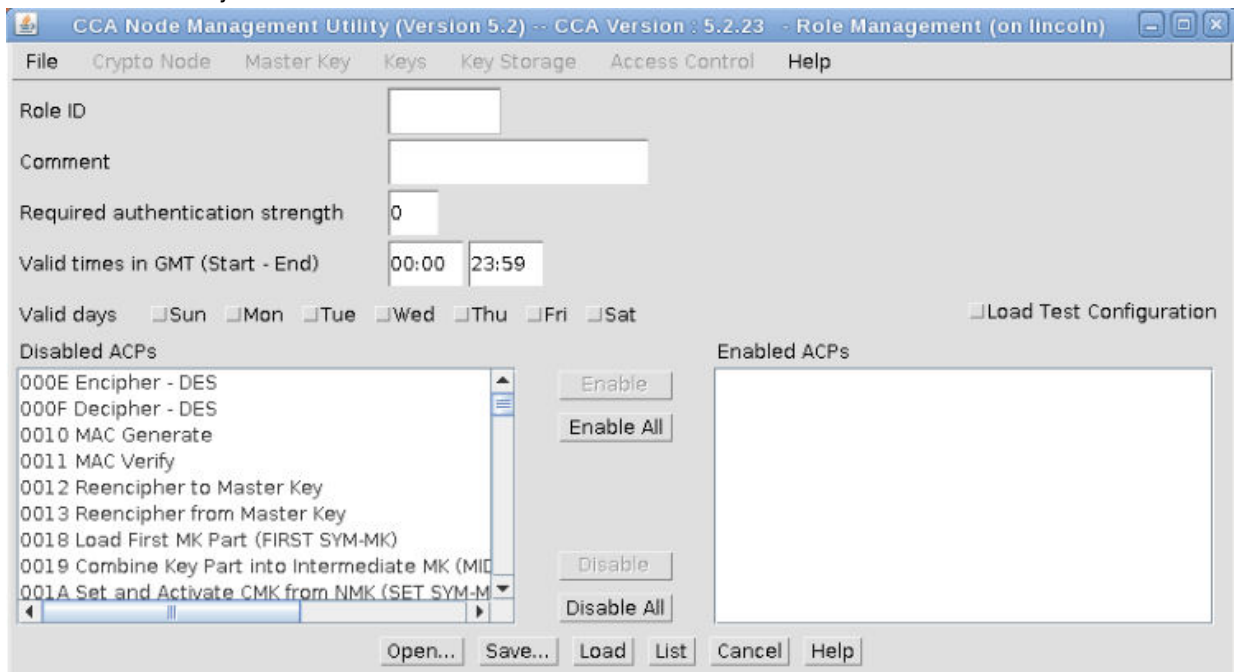 CCA Node Management Utility (Version 5.2) -- CCA Version : 5.2.23 - Role Management (on lincoln)
File Crypto Node Master Key Keys Key Storage Access Control Help
Role ID
Comment
Required authentication strength 0
Valid times in GMT (Start - End) 00:00 23:59
Valid days Sun Mon Tue Wed Thu Fri Sat Load Test Configuration
Disabled ACPs Enabled ACPs
000E Encipher - DES
000F Decipher - DES
Enable
0010 MAC Generate
Enable All
0011 MAC Verify
0012 Reencipher to Master Key
0013 Reencipher from Master Key
0018 Load First MK Part (FIRST SYM-MK)
0019 Combine Key Part into Intermediate MK (MID
Disable
001A Set and Activate CMK from NMK (SET SYM-M
Disable All
Open... Save... Load List Cancel Help